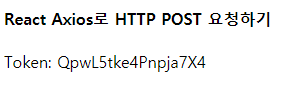 React Axios로 HTTP POST 요청하기
Token: QpwL5tke4Pnpja7X4